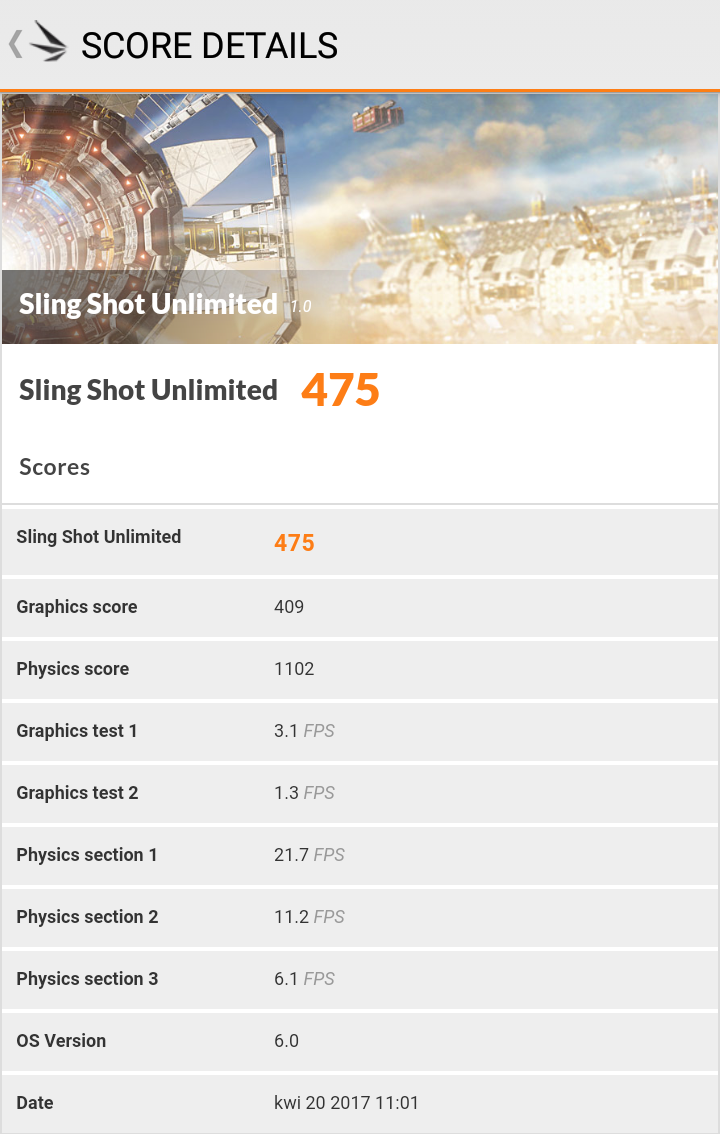 SCORE DETAILS
Sling Shot Unlimited 1.0
Sling Shot Unlimited 475
Scores
Sling Shot Unlimited 475
Graphics score 409
Physics score 1102
Graphics test 1 3.1 FPS
Graphics test 2 1.3 FPS
Physics section 1 21.7 FPS
Physics section 2 11.2 FPS
Physics section 3 6.1 FPS
OS Version 6.0
Date kwi 20 2017 11:01